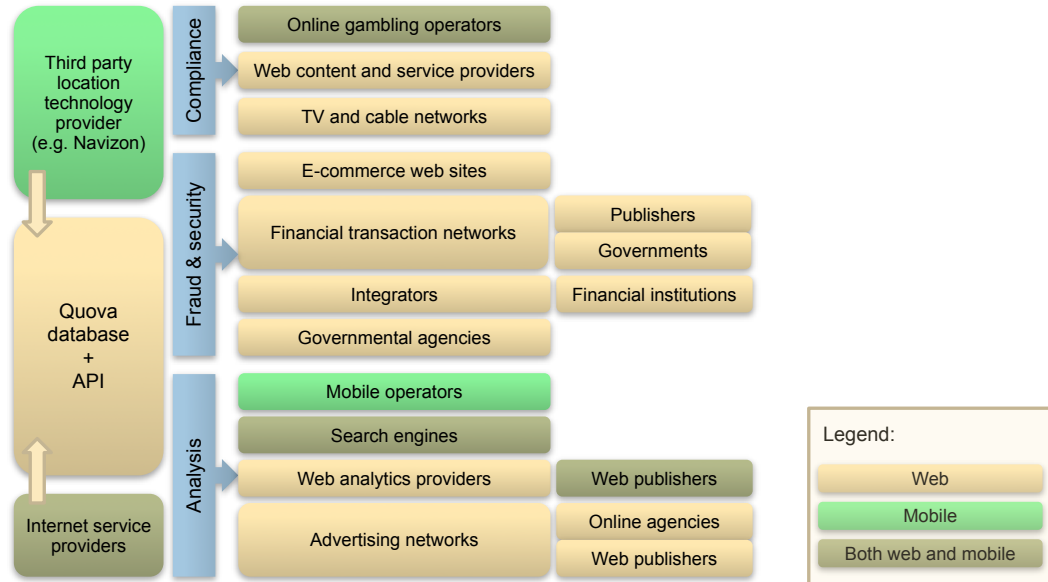 Third party
location
technology
provider
(e.g. Navizon)
Quova
database
+
API
Internet service
providers
Compliance
Online gambling operators
Web content and service providers
TV and cable networks
Fraud & security
E-commerce web sites
Financial transaction networks
Publishers
Governments
Integrators
Financial institutions
Governmental agencies
Analysis
Mobile operators
Search engines
Web analytics providers
Web publishers
Advertising networks
Online agencies
Web publishers
Legend:
Web
Mobile
Both web and mobile